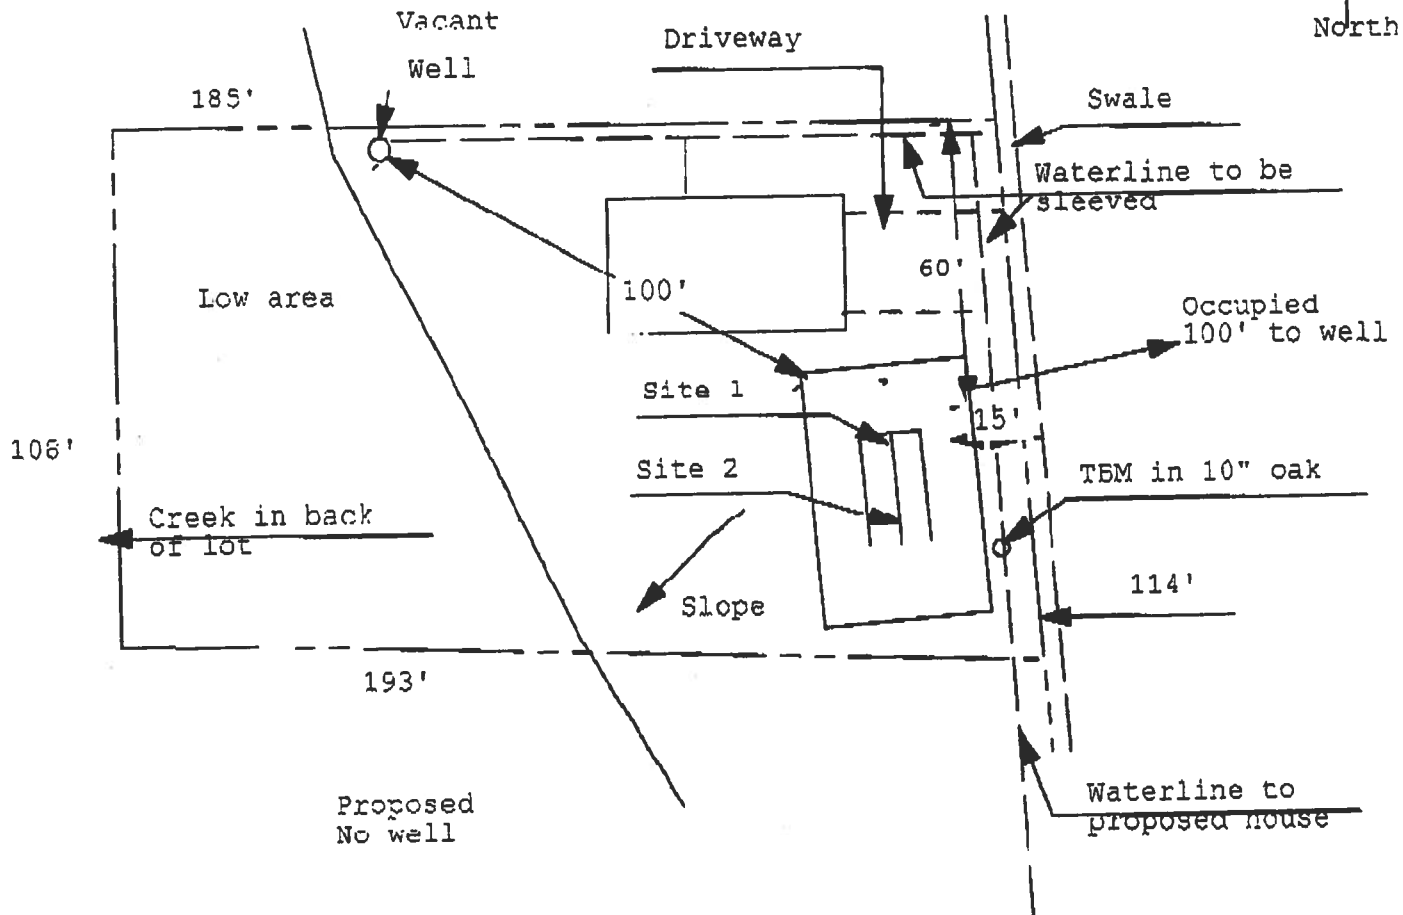 Vacant
Well
Driveway
North
185'
Swale
Waterline to be
sleeved
60'
100'
Low area
Occupied
100' to well
Site 1
15'
108'
Site 2
TBM in 10" oak
Creek in back
of lot
Slope
114'
193'
Proposed
No well
Waterline to
proposed house